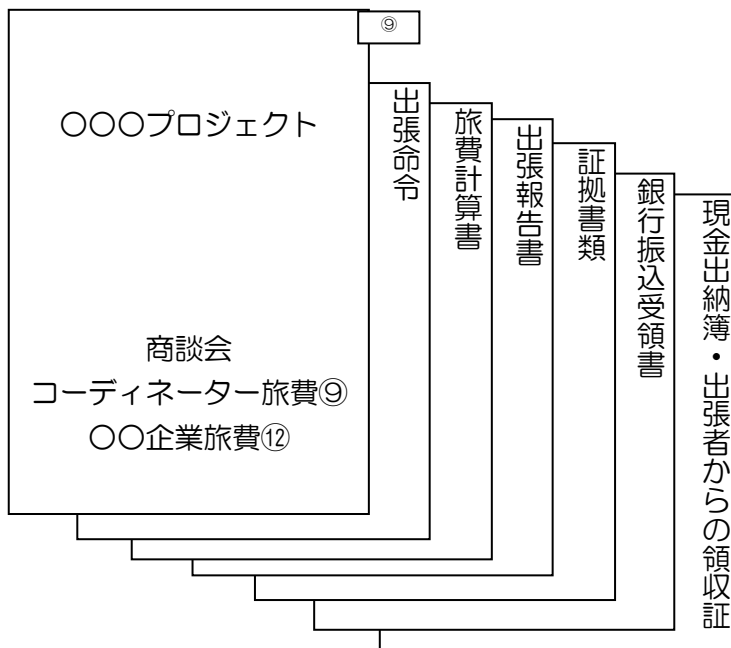 ⑨
○○○プロジェクト
商談会
コーディネーター旅費⑨
○○企業旅費⑫
出張命令
旅費計算書
出張報告書
証拠書類
銀行振込受領書
現金出納簿・出張者からの領収証